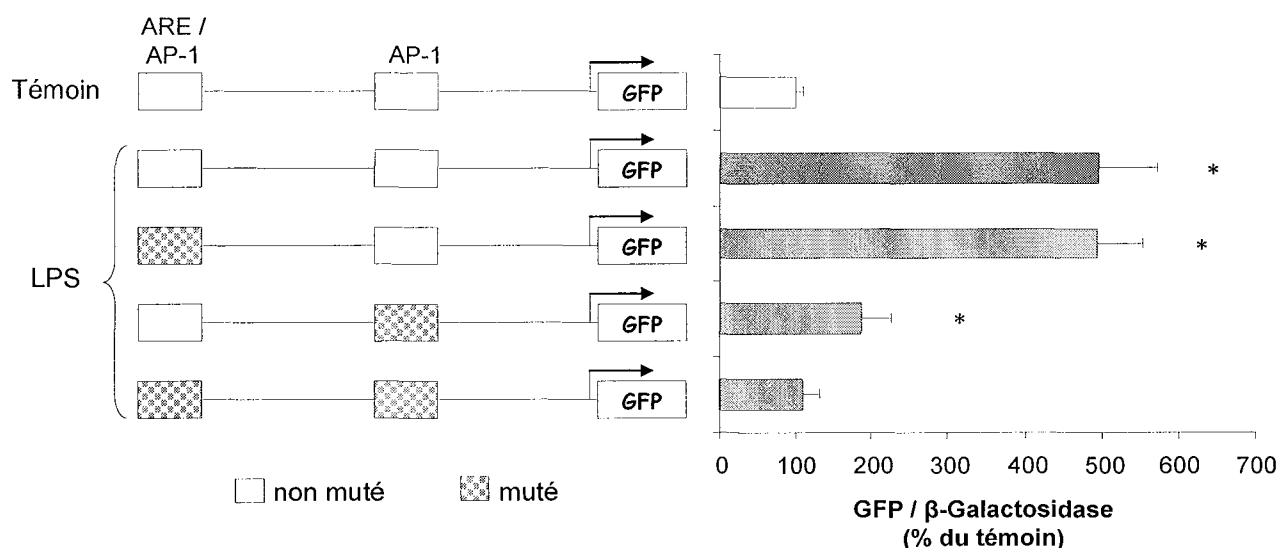 ARE /
AP-1
AP-1
Témoin
GFP
GFP
GFP
GFP
GFP
LPS
*
*
*
0 100 200 300 400 500 600 700
GFP / β-Galactosidase
(% du témoin)
non muté
muté